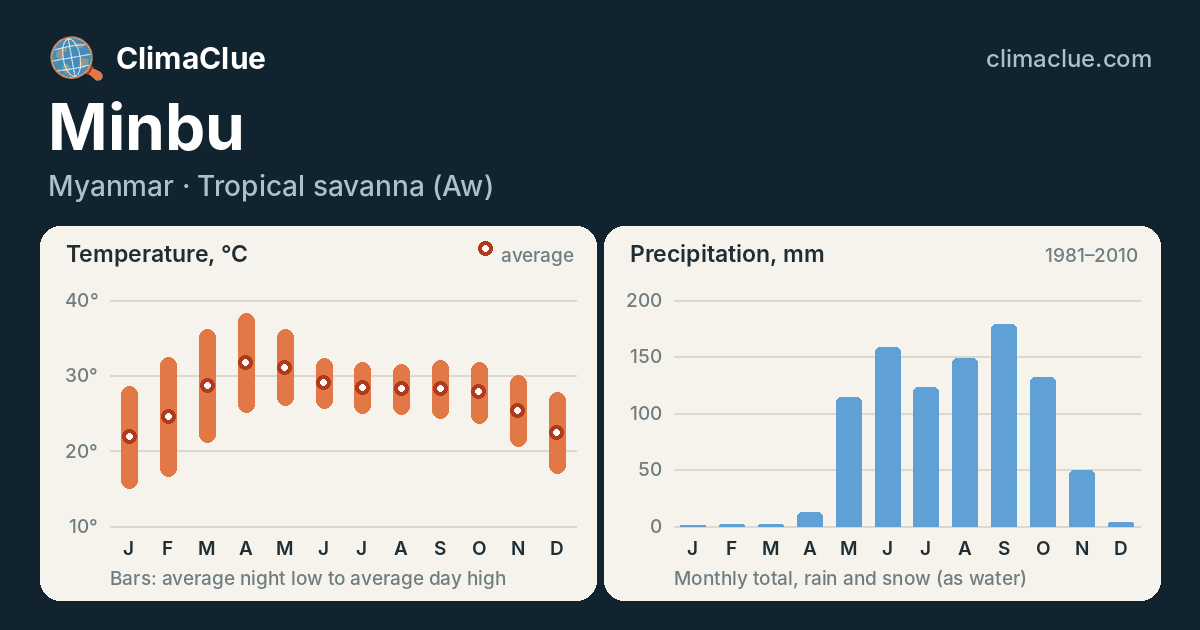 ClimaClue
climaclue.com
Minbu
Myanmar · Tropical savanna (Aw)
Temperature, °C
average
40°
30°
20°
10°
J F M A M J J A S O N D
Bars: average night low to average day high
Precipitation, mm
1981–2010
200
150
100
50
0
J F M A M J J A S O N D
Monthly total, rain and snow (as water)